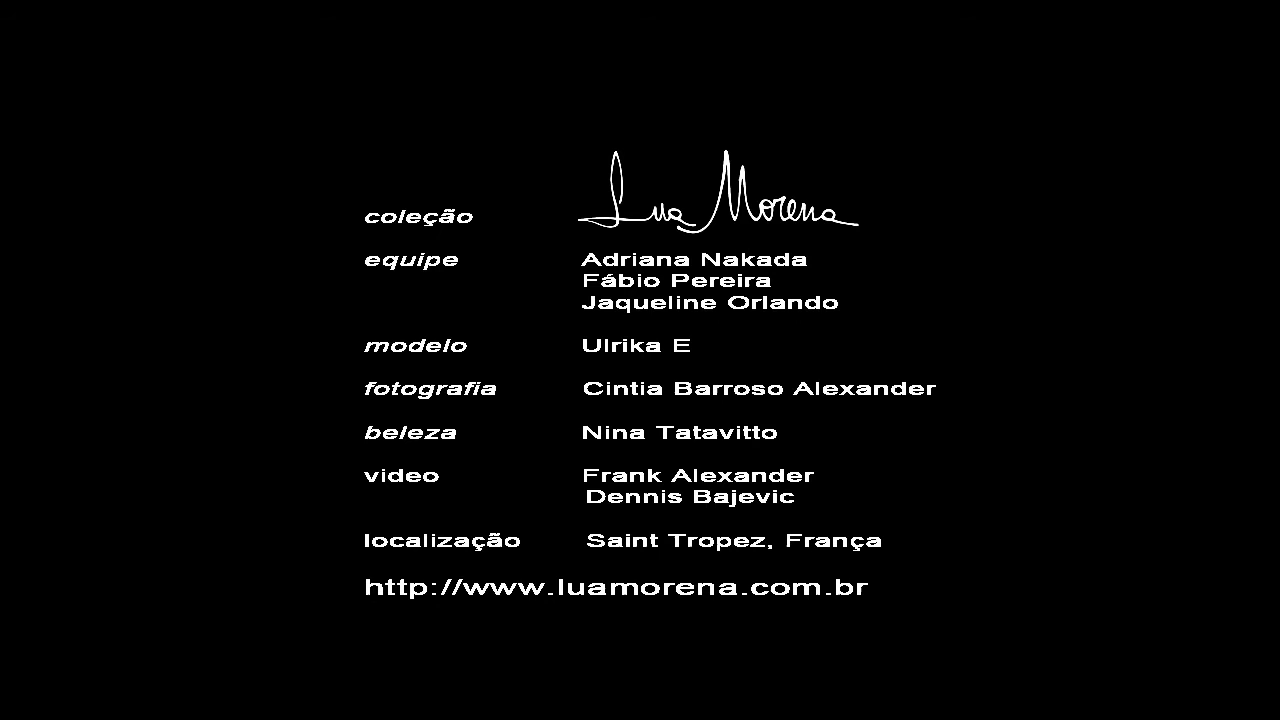 coleção Lua Morena
equipe Adriana Nakada
Fábio Pereira
Jaqueline Orlando
modelo Ulrika E
fotografia Cintia Barroso Alexander
beleza Nina Tatavitto
video Frank Alexander
Dennis Bajevic
localização Saint Tropez, França
http://www.luamorena.com.br